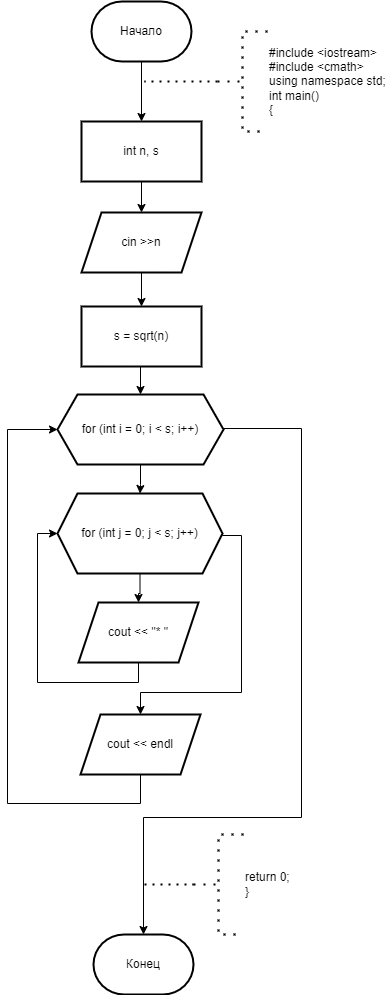 Начало
#include <iostream>
#include <cmath>
using namespace std;
int main()
{
int n, s
cin >>n
s = sqrt(n)
for (int i = 0; i < s; i++)
for (int j = 0; j < s; j++)
cout << "* "
cout << endl
return 0;
}
Конец